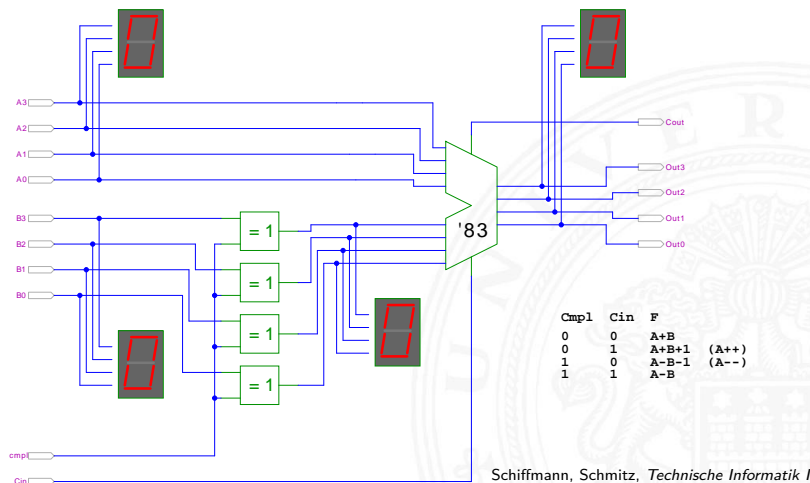 A3
A2
A1
A0
B3
B2
B1
B0
cmpl
Cin
= 1
= 1
= 1
= 1
'83
Cout
Out3
Out2
Out1
Out0
Cmpl Cin F
0 0 A+B
0 1 A+B+1 (A++)
1 0 A-B-1 (A--)
1 1 A-B
Schiffmann, Schmitz, Technische Informatik I